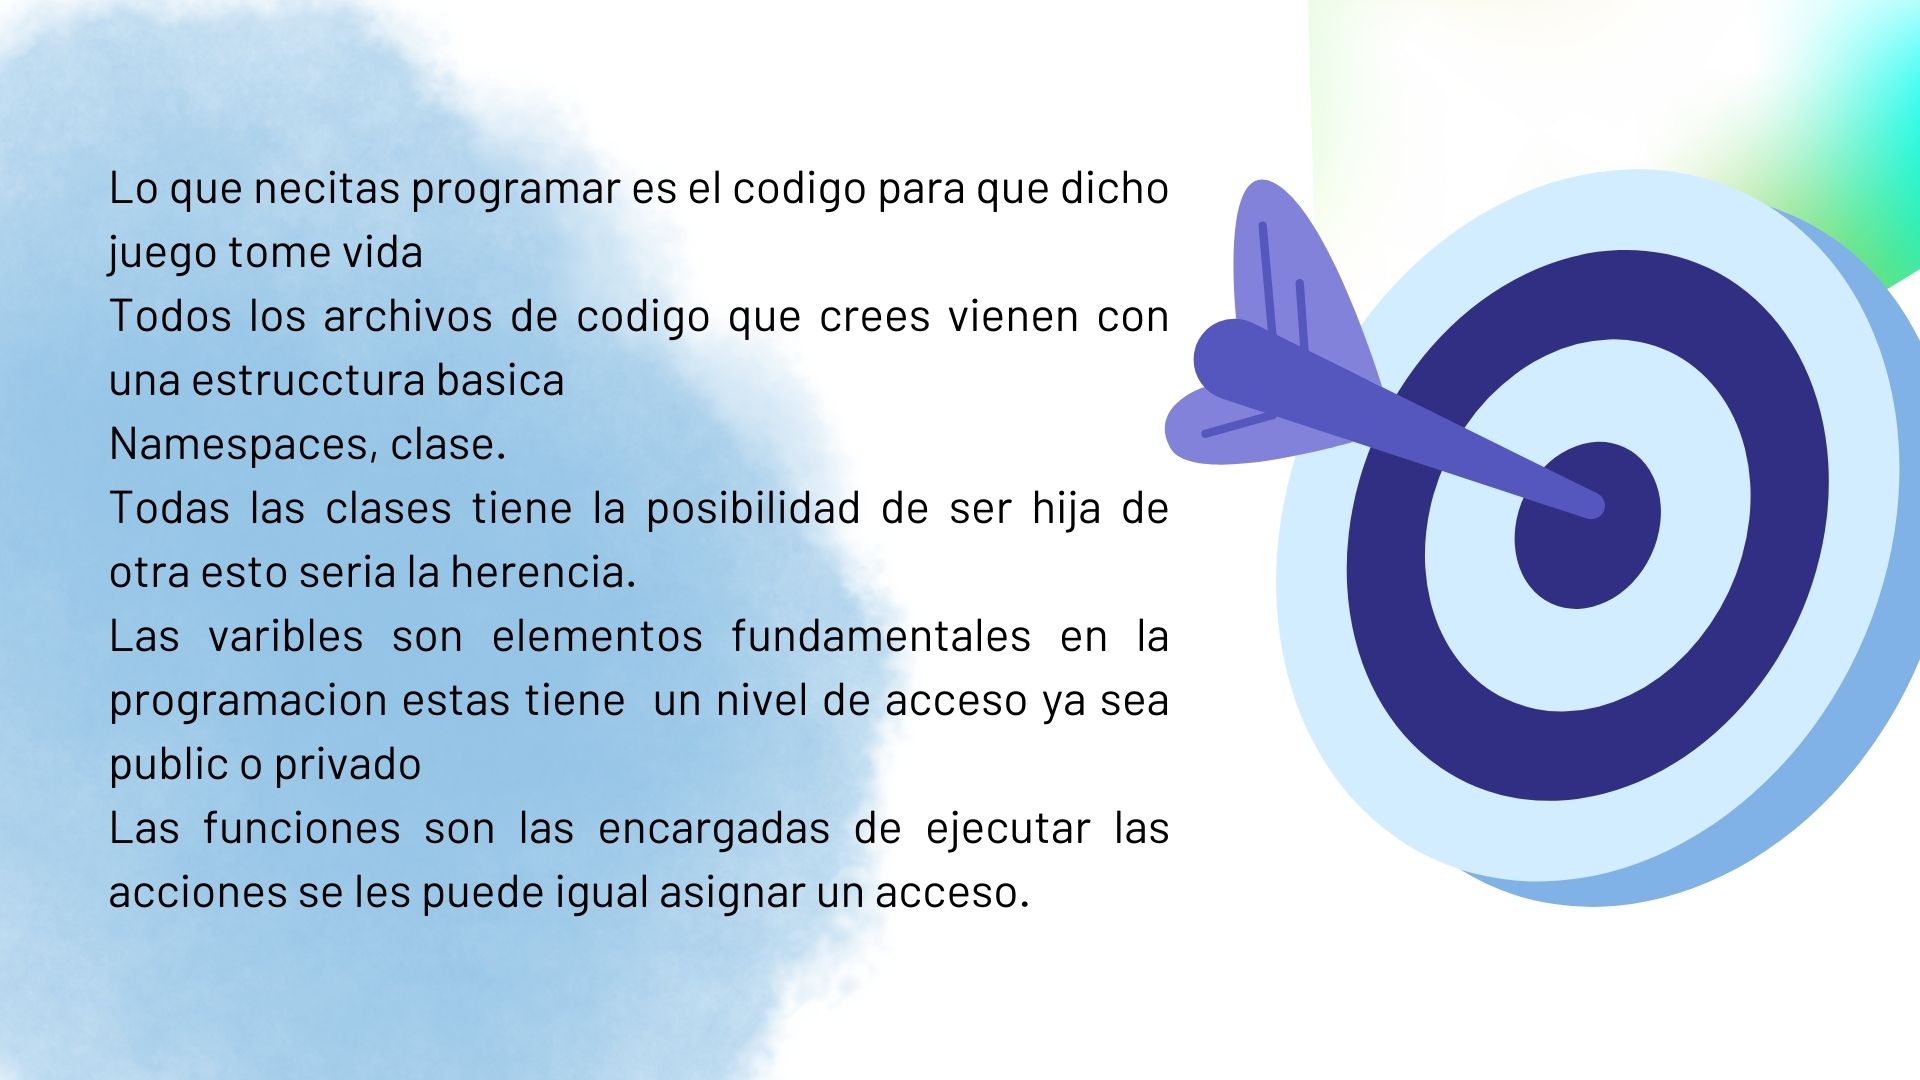 Lo que necitas programar es el codigo para que dicho
juego tome vida
Todos los archivos de codigo que crees vienen con
una estrucctura basica
Namespaces, clase.
Todas las clases tiene la posibilidad de ser hija de
otra esto seria la herencia.
Las varibles son elementos fundamentales en la
programacion estas tiene  un nivel de acceso ya sea
public o privado
Las funciones son las encargadas de ejecutar las
acciones se les puede igual asignar un acceso.